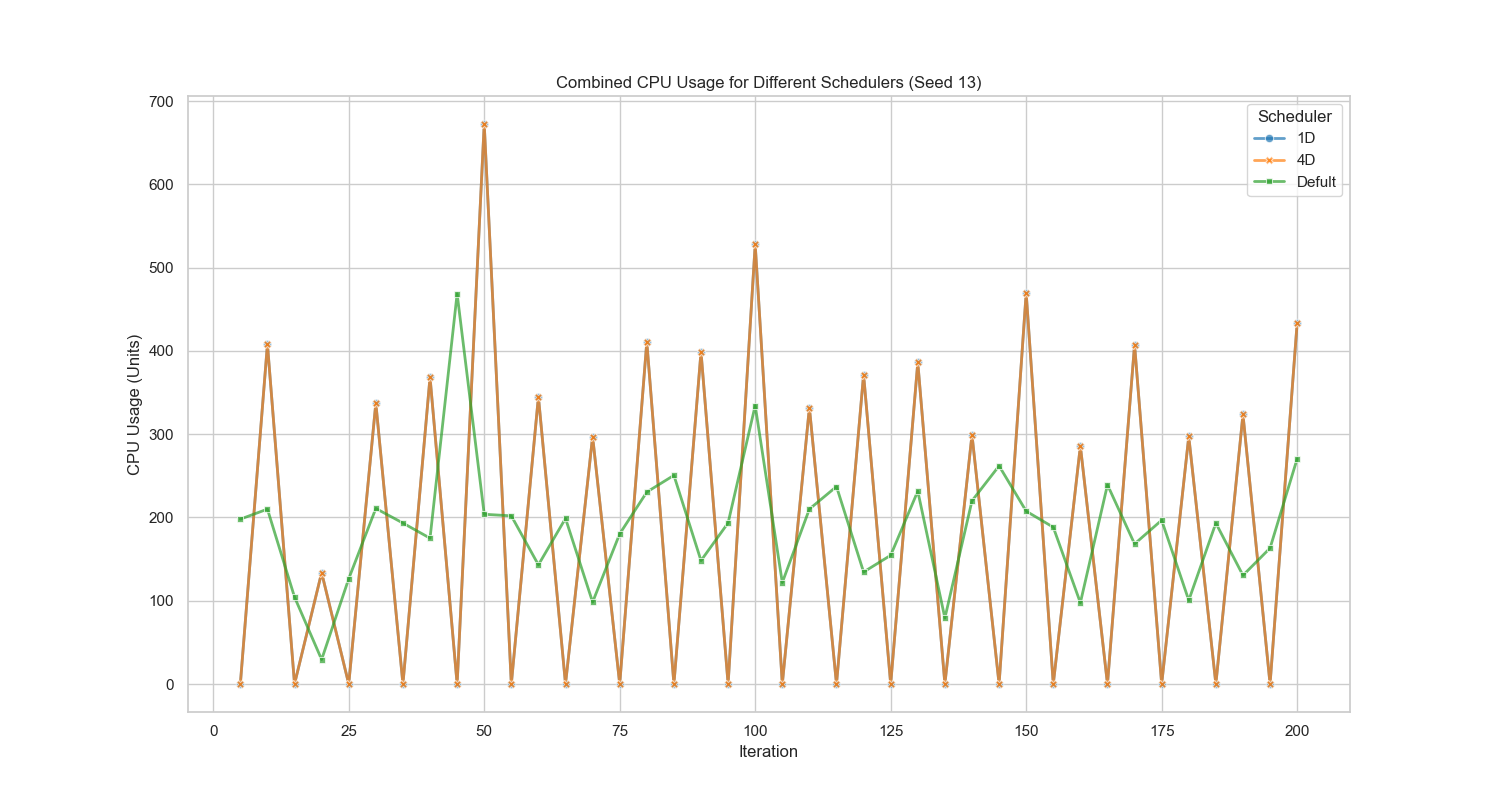 Combined CPU Usage for Different Schedulers (Seed 13)
700
600
500
400
300
200
100
0
CPU Usage (Units)
Scheduler
1D
4D
Defult
0 25 50 75 100 125 150 175 200
Iteration